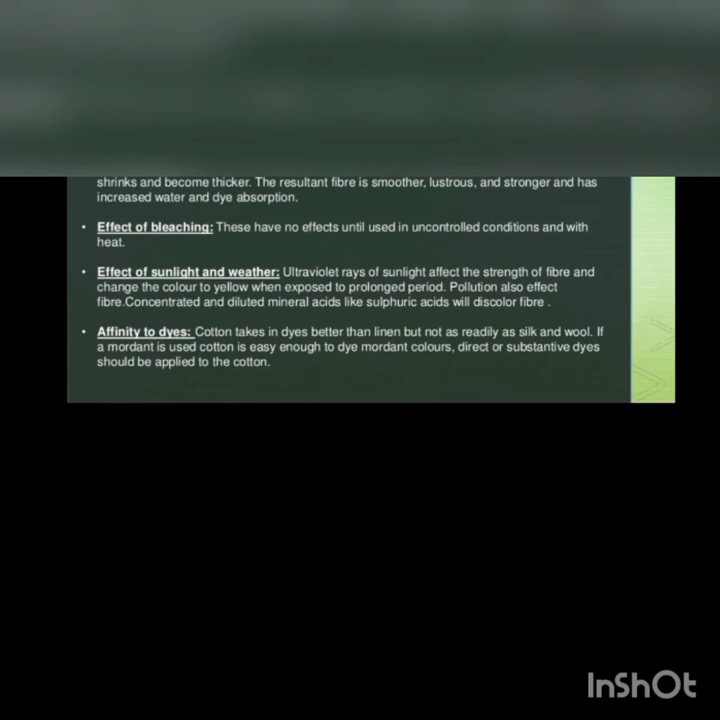 shrinks and become thicker. The resultant fibre is smoother, lustrous, and stronger and has
increased water and dye absorption.
• Effect of bleaching: These have no effects until used in uncontrolled conditions and with
heat.
• Effect of sunlight and weather: Ultraviolet rays of sunlight affect the strength of fibre and
change the colour to yellow when exposed to prolonged period. Pollution also effect
fibre.Concentrated and diluted mineral acids like sulphuric acids will discolor fibre .
• Affinity to dyes: Cotton takes in dyes better than linen but not as readily as silk and wool. If
a mordant is used cotton is easy enough to dye mordant colours, direct or substantive dyes
should be applied to the cotton.
InShOt